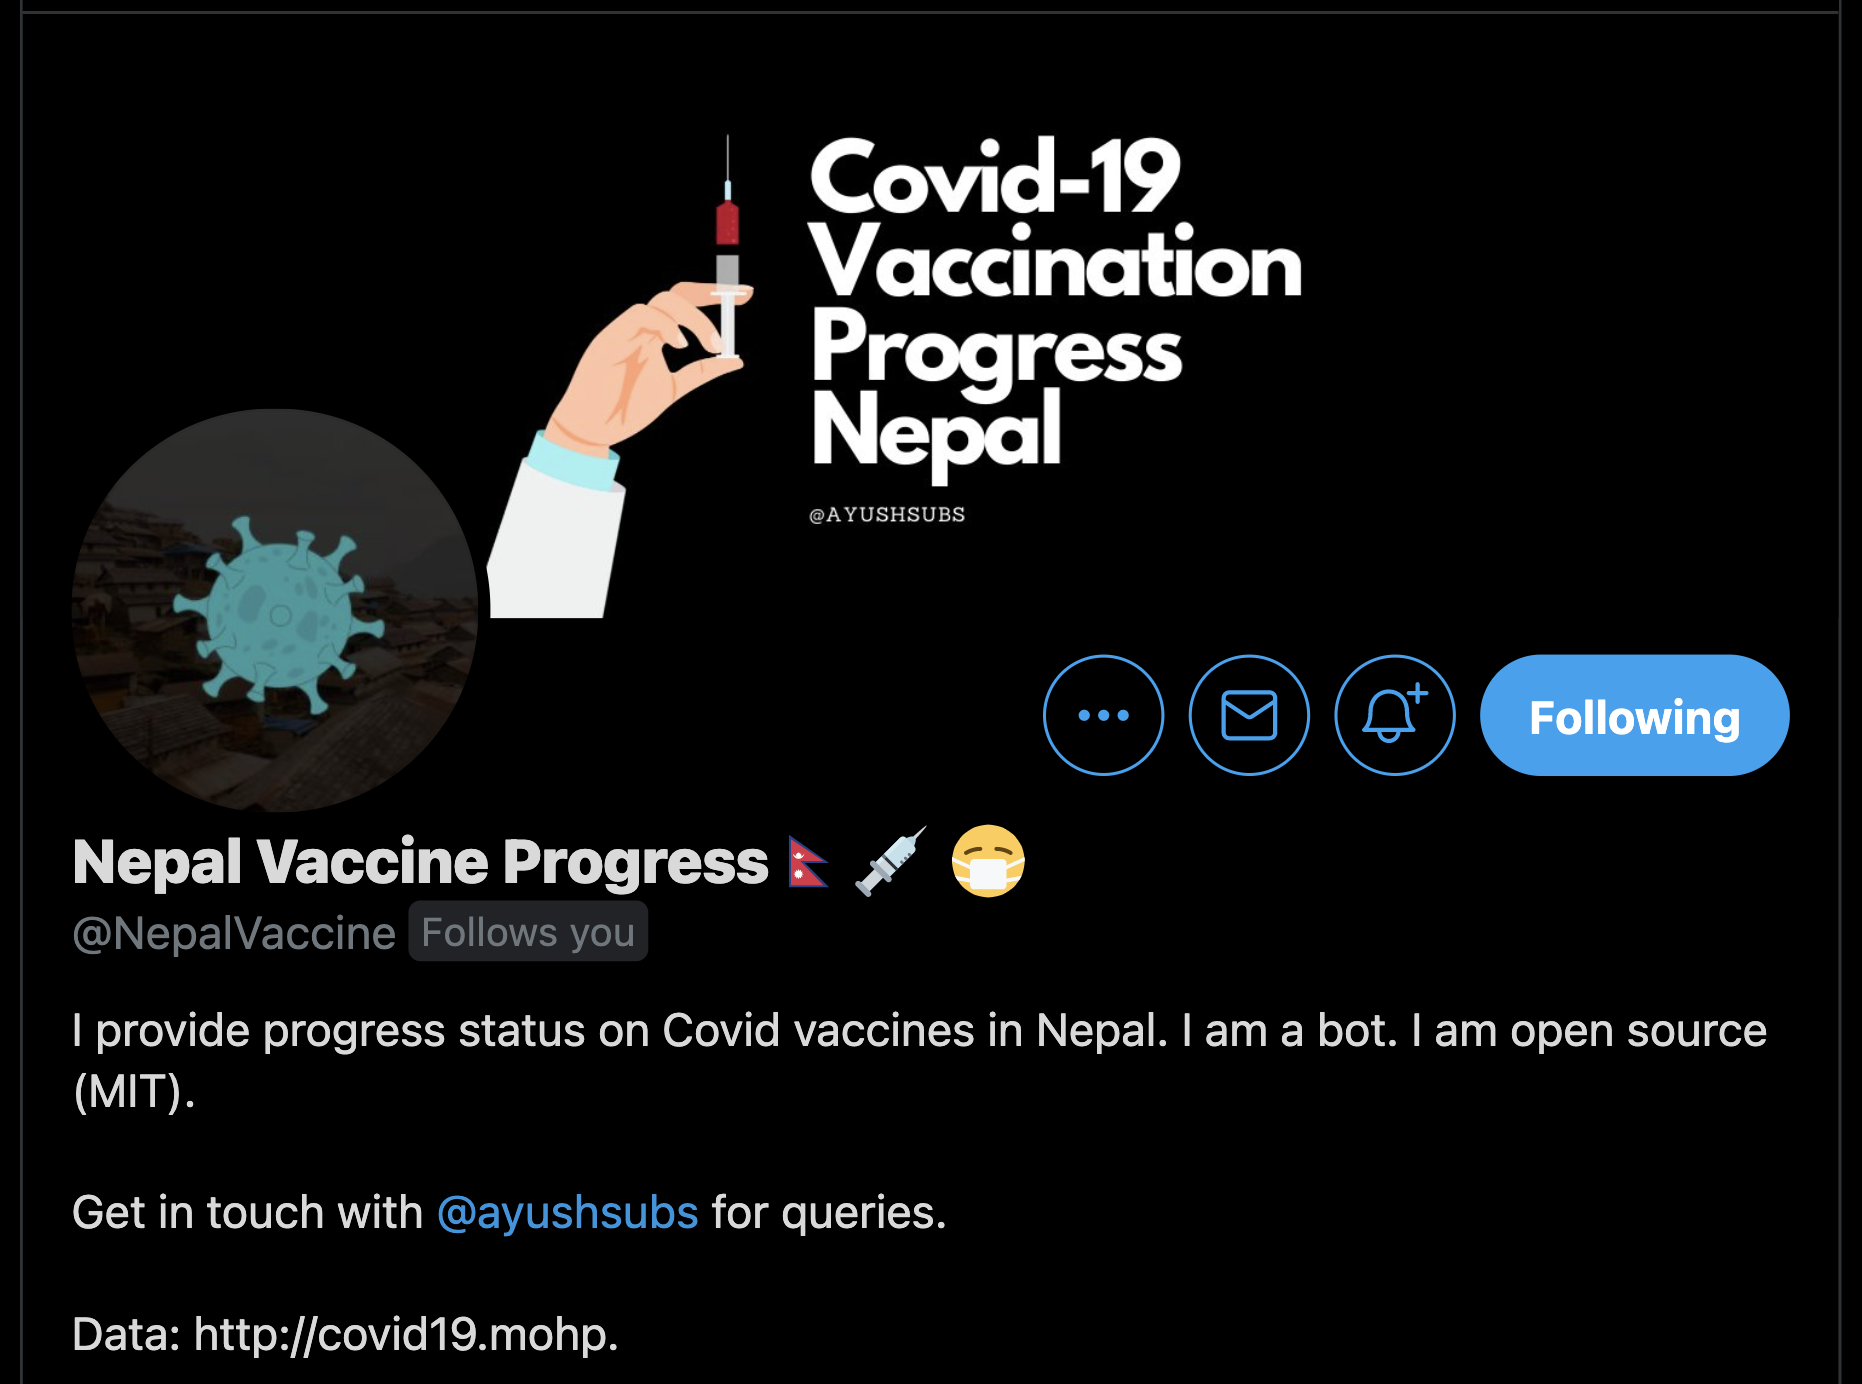 Covid-19
Vaccination
Progress
Nepal
@AYUSHSUBS
Following
Nepal Vaccine Progress 🇳🇵 💉 😷
@NepalVaccine Follows you
I provide progress status on Covid vaccines in Nepal. I am a bot. I am open source
(MIT).
Get in touch with @ayushsubs for queries.
Data: http://covid19.mohp.